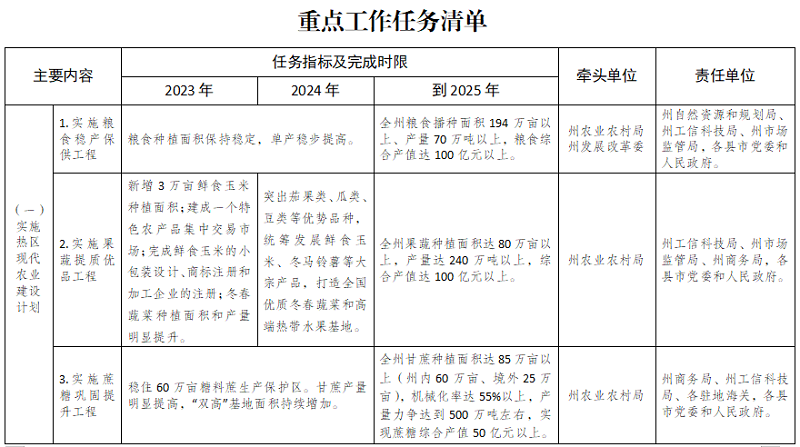 重点工作任务清单
主要内容
任务指标及完成时限
牵头单位
责任单位
2023 年
2024 年
到 2025 年
（一）
实施
热区
现代
农业
建设
计划
1. 实施粮
食稳产保
供工程
粮食种植面积保持稳定，单产稳步提高。
全州粮食播种面积 194 万亩以
上、产量 70 万吨以上，粮食综
合产值达 100 亿元以上。
州农业农村局
州发展改革委
州自然资源和规划局、
州工信科技局、州市场
监管局，各县市党委和
人民政府。
2. 实施果
蔬提质优
品工程
新增 3 万亩鲜食玉米
种植面积；建成一个特
色农产品集中交易市
场；完成鲜食玉米的小
包装设计、商标注册和
加工企业的注册；冬春
蔬菜种植面积和产量
明显提升。
突出茄果类、瓜类、
豆类等优势品种，
统筹发展鲜食玉
米、冬马铃薯等大
宗产品，打造全国
优质冬春蔬菜和高
端热带水果基地。
全州果蔬种植面积达 80 万亩以
上，产量达 240 万吨以上，综
合产值达 100 亿元以上。
州农业农村局
州工信科技局、州市场
监管局、州商务局，各
县市党委和人民政府。
3. 实施蔗
糖巩固提
升工程
稳住 60 万亩糖料蔗生产保护区。甘蔗产量
明显提高，“双高”基地面积持续增加。
全州甘蔗种植面积达 85 万亩以
上（州内 60 万亩、境外 25 万
亩），机械化率达 55%以上，产
量力争达到 500 万吨左右，实
现蔗糖综合产值 50 亿元以上。
州农业农村局
州商务局、州工信科技
局、各驻地海关，各县
市党委和人民政府。